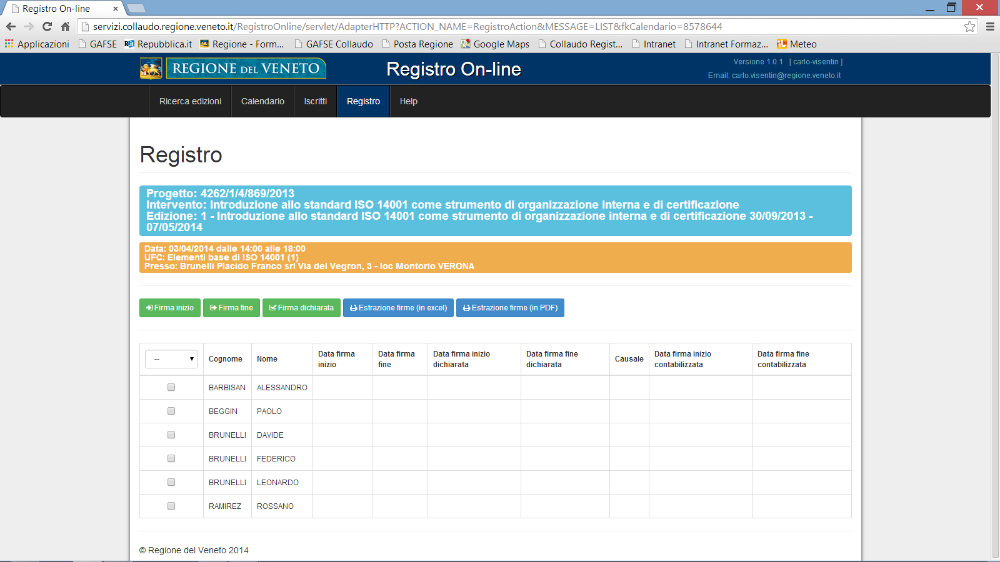 Registro On-line
servizi.collaudo.regione.veneto.it/RegistroOnline/servlet/AdapterHTTP?ACTION_NAME=RegistroAction&MESSAGE=LIST&fkCalendario=8578644
Applicazioni GAFSE Repubblica.it Regione - Form... GAFSE Collaudo Posta Regione Google Maps Collaudo Regist... Intranet Intranet Formaz... Meteo
REGIONE DEL VENETO
Registro On-line
Versione 1.0.1 [ carlo-visentin ]
Email: carlo.visentin@regione.veneto.it
Ricerca edizioni Calendario Iscritti Registro Help
Registro
Progetto: 4262/1/4/869/2013
Intervento: Introduzione allo standard ISO 14001 come strumento di organizzazione interna e di certificazione
Edizione: 1 - Introduzione allo standard ISO 14001 come strumento di organizzazione interna e di certificazione 30/09/2013 -
07/05/2014
Data: 03/04/2014 dalle 14:00 alle 18:00
UFC: Elementi base di ISO 14001 (1)
Presso: Brunelli Placido Franco srl Via del Vegron, 3 - loc Montorio VERONA
Firma inizio Firma fine Firma dichiarata Estrazione firme (in excel) Estrazione firme (in PDF)
-- Cognome Nome Data firma inizio Data firma fine Data firma inizio dichiarata Data firma fine dichiarata Causale Data firma inizio contabilizzata Data firma fine contabilizzata
BARBISAN ALESSANDRO
BEGGIN PAOLO
BRUNELLI DAVIDE
BRUNELLI FEDERICO
BRUNELLI LEONARDO
RAMIREZ ROSSANO
© Regione del Veneto 2014